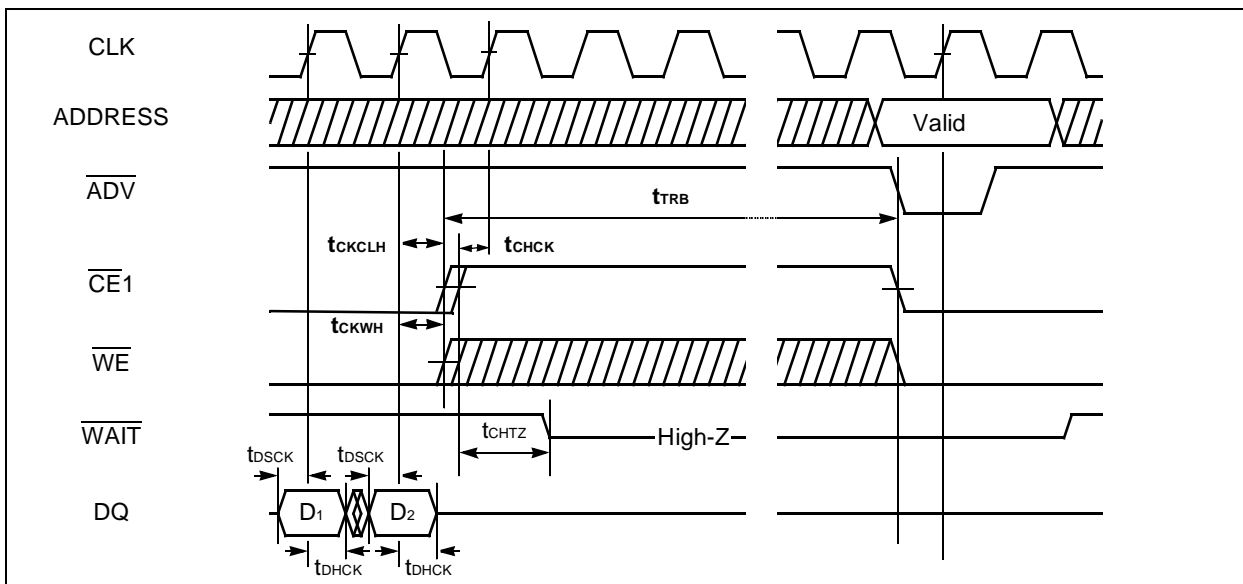 CLK
ADDRESS
Valid
ADV
tTRB
tCKCLH
tCHCK
CE1
tCKWH
WE
WAIT
tCHTZ
High-Z
tDSCK
tDSCK
DQ
D1
D2
tDHCK
tDHCK